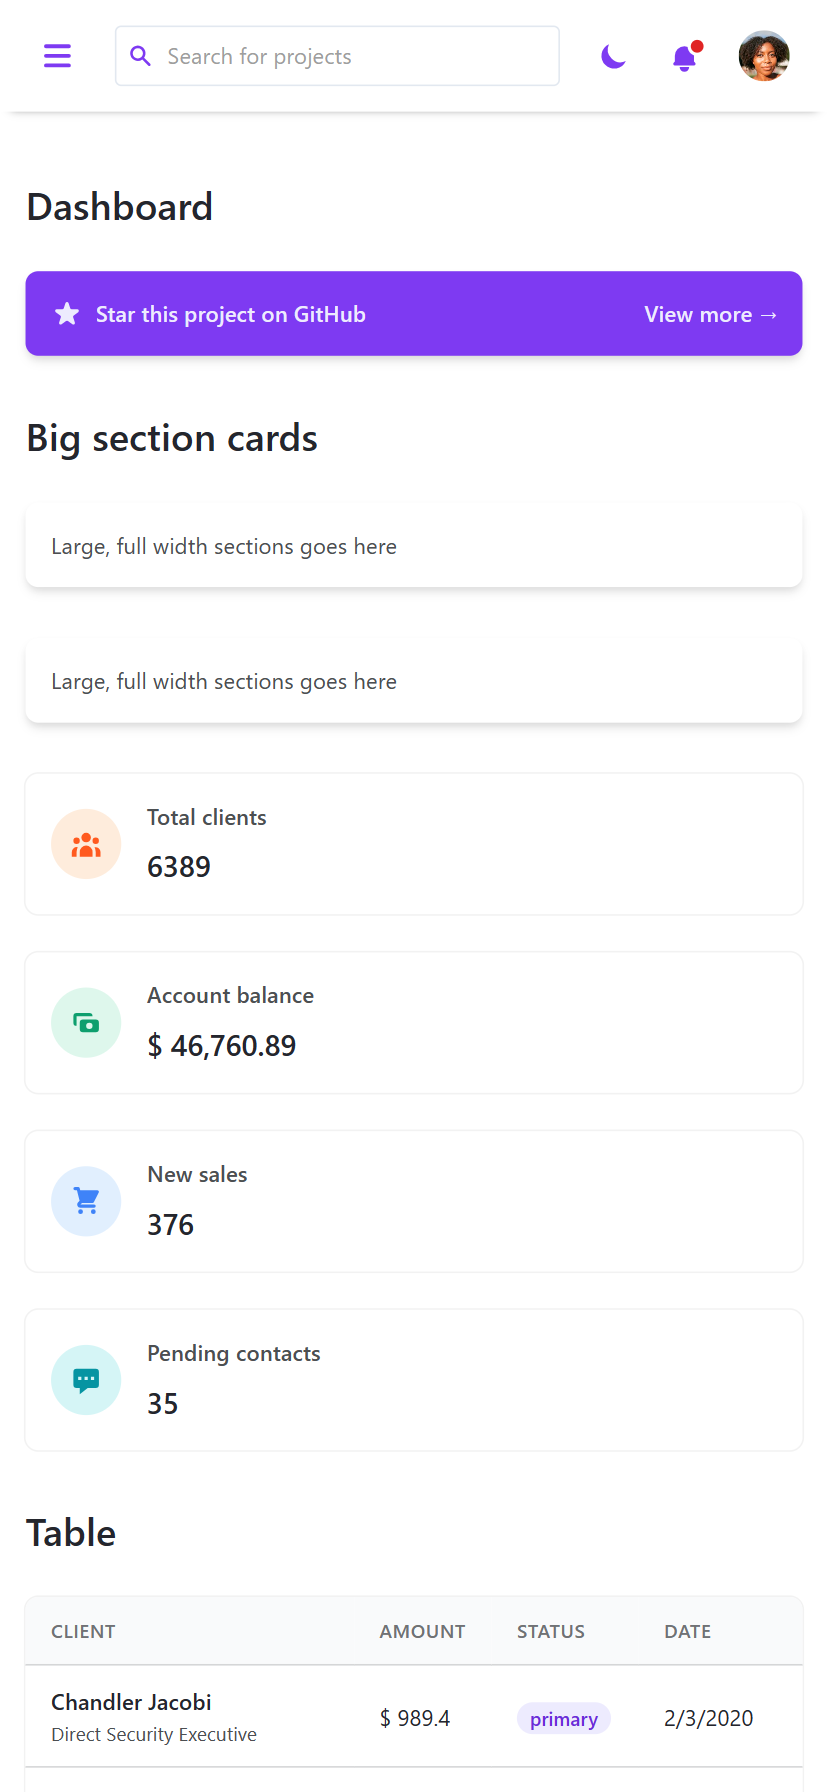 Search for projects
Dashboard
Star this project on GitHub
View more →
Big section cards
Large, full width sections goes here
Large, full width sections goes here
Total clients
6389
Account balance
$ 46,760.89
New sales
376
Pending contacts
35
Table
CLIENT AMOUNT STATUS DATE
Chandler Jacobi
Direct Security Executive
$ 989.4 primary 2/3/2020